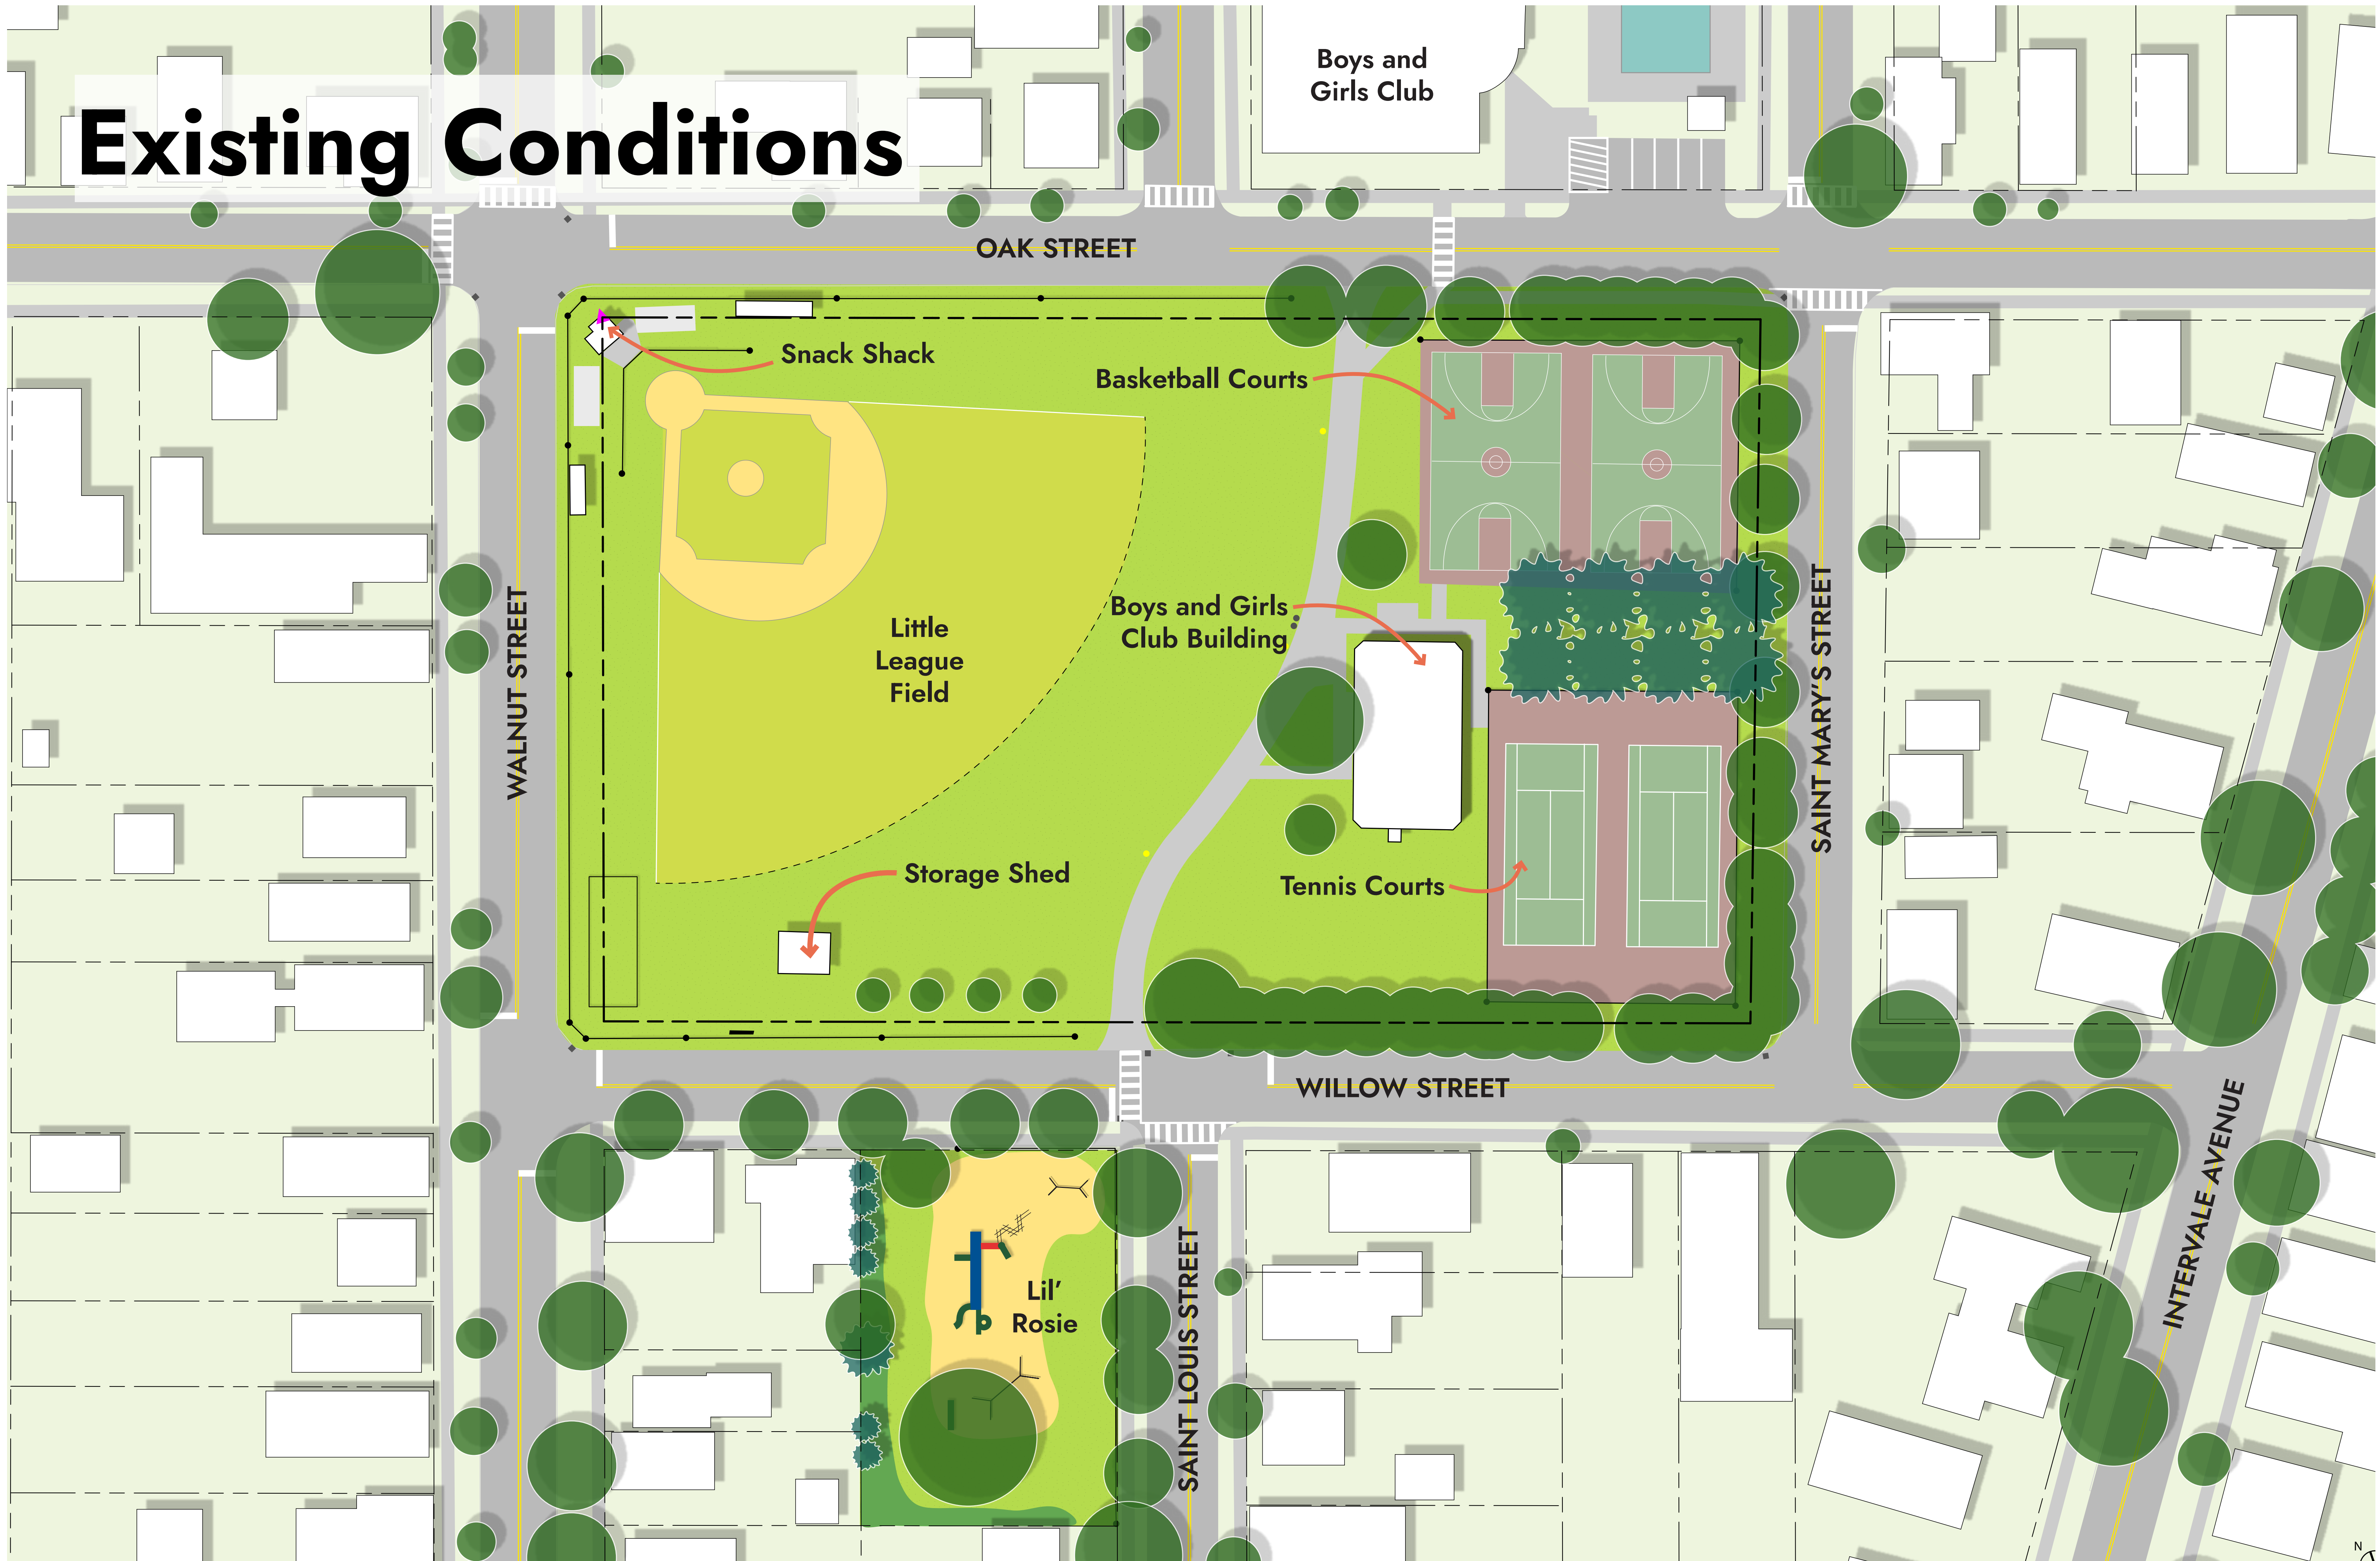 Existing Conditions
Boys and
Girls Club
OAK STREET
Snack Shack
Basketball Courts
Boys and Girls
Club Building
Little
League
Field
WALNUT STREET
SAINT MARY'S STREET
Storage Shed
Tennis Courts
WILLOW STREET
Lil'
Rosie
SAINT LOUIS STREET
INTERVALE AVENUE
N